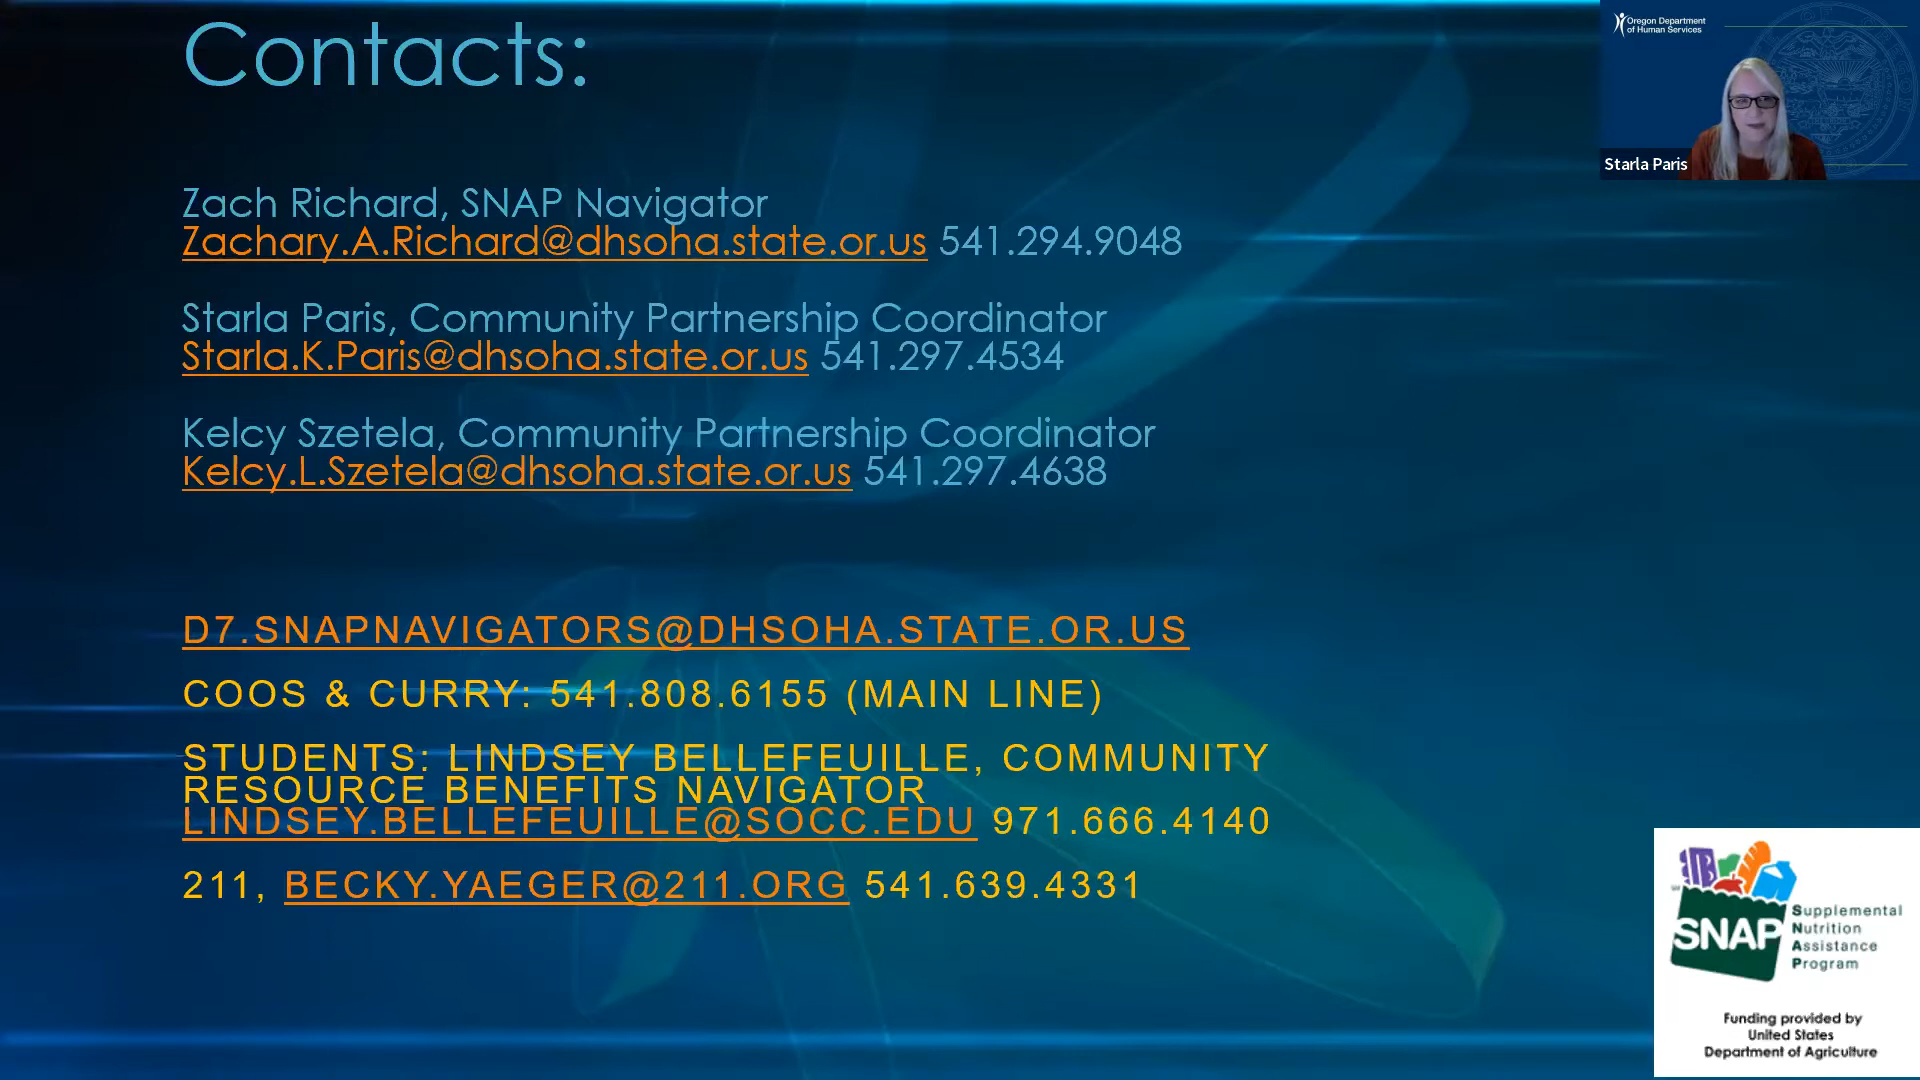 Contacts:
Oregon Department
of Human Services
Starla Paris
Zach Richard, SNAP Navigator
Zachary.A.Richard@dhsoha.state.or.us 541.294.9048
Starla Paris, Community Partnership Coordinator
Starla.K.Paris@dhsoha.state.or.us 541.297.4534
Kelcy Szetela, Community Partnership Coordinator
Kelcy.L.Szetela@dhsoha.state.or.us 541.297.4638
D7.SNAPNAVIGATORS@DHSOHA.STATE.OR.US
COOS & CURRY: 541.808.6155 (MAIN LINE)
STUDENTS: LINDSEY BELLEFEUILLE, COMMUNITY
RESOURCE BENEFITS NAVIGATOR
LINDSEY.BELLEFEUILLE@SOCC.EDU 971.666.4140
211, BECKY.YAEGER@211.ORG 541.639.4331
SNAP
Supplemental
Nutrition
Assistance
Program
Funding provided by
United States
Department of Agriculture